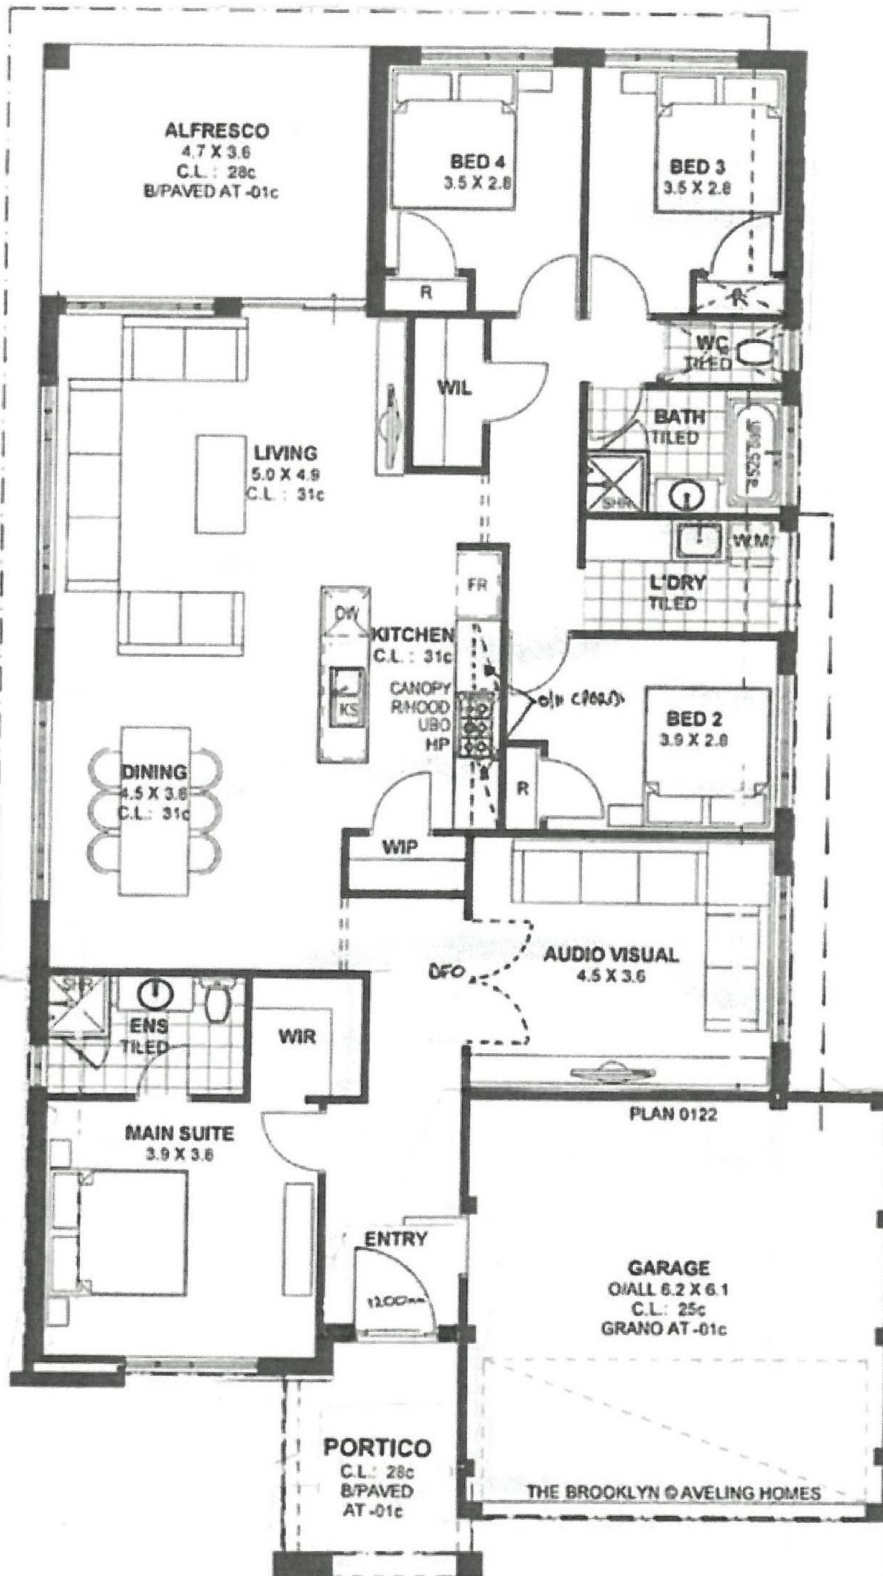 ALFRESCO
4.7 X 3.6
C.L. : 28c
B/PAVED AT -01c
BED 4
3.5 X 2.8
BED 3
3.5 X 2.8
R
R
WC
TILED
WIL
BATH
TILED
SHR
LIVING
5.0 X 4.9
C.L. : 31c
W.M
L'DRY
TILED
FR
DW
KITCHEN
C.L. : 31c
CANOPY
R/HOOD
UBO
HP
KS
BED 2
3.9 X 2.8
R
DINING
4.5 X 3.6
C.L.: 31c
WIP
AUDIO VISUAL
4.5 X 3.6
SHR
ENS
TILED
WIR
PLAN 0122
MAIN SUITE
3.9 X 3.6
ENTRY
1200mm
GARAGE
O/ALL 6.2 X 6.1
C.L.: 25c
GRANO AT -01c
PORTICO
C.L.: 28c
B/PAVED
AT -01c
THE BROOKLYN © AVELING HOMES